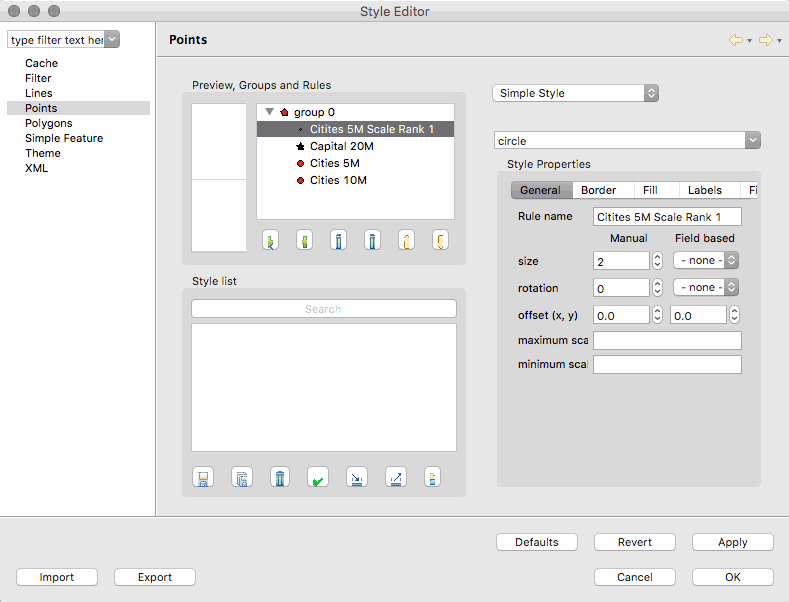 Style Editor
type filter text her
Cache
Filter
Lines
Points
Polygons
Simple Feature
Theme
XML
Points
Preview, Groups and Rules
group 0
Citites 5M Scale Rank 1
Capital 20M
Cities 5M
Cities 10M
Style list
Search
Simple Style
circle
Style Properties
General Border Fill Labels Fi
Rule name Citites 5M Scale Rank 1
Manual Field based
size 2 - none -
rotation 0 - none -
offset (x, y) 0.0 0.0
maximum sca
minimum scal
Defaults Revert Apply
Import Export Cancel OK